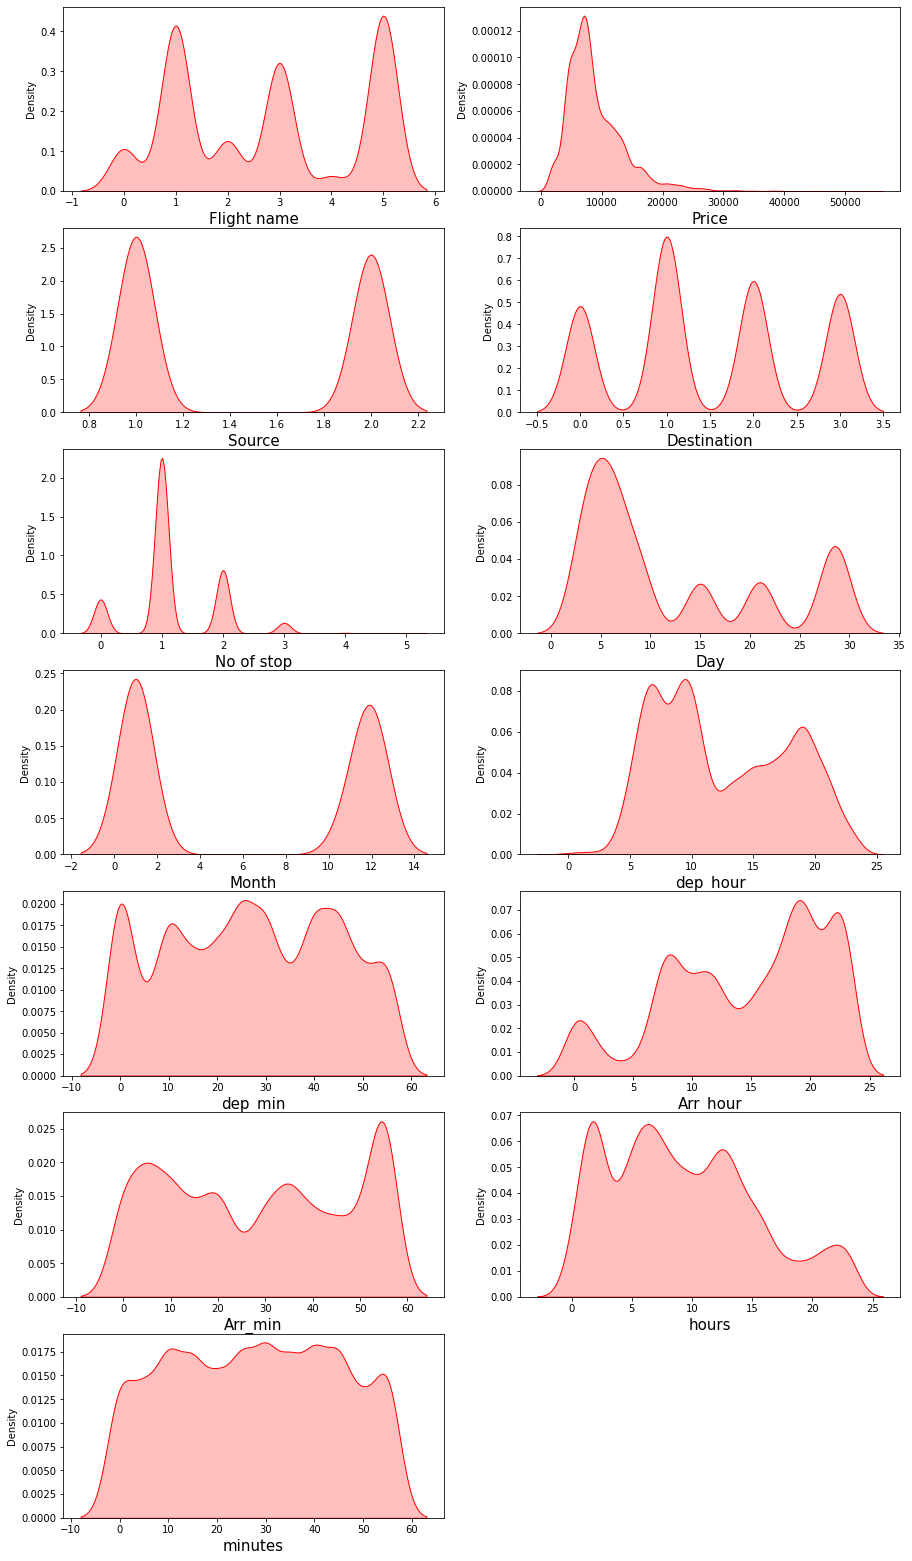 0.4
0.3
0.2
0.1
0.0
Density
−1 0 1 2 3 4 5 6
Flight name
0.00012
0.00010
0.00008
0.00006
0.00004
0.00002
0.00000
Density
0 10000 20000 30000 40000 50000
Price
2.5
2.0
1.5
1.0
0.5
0.0
Density
0.8 1.0 1.2 1.4 1.6 1.8 2.0 2.2
Source
0.8
0.7
0.6
0.5
0.4
0.3
0.2
0.1
0.0
Density
−0.5 0.0 0.5 1.0 1.5 2.0 2.5 3.0 3.5
Destination
2.0
1.5
1.0
0.5
0.0
Density
0 1 2 3 4 5
No of stop
0.08
0.06
0.04
0.02
0.00
Density
0 5 10 15 20 25 30 35
Day
0.25
0.20
0.15
0.10
0.05
0.00
Density
−2 0 2 4 6 8 10 12 14
Month
0.08
0.06
0.04
0.02
0.00
Density
0 5 10 15 20 25
dep_hour
0.0200
0.0175
0.0150
0.0125
0.0100
0.0075
0.0050
0.0025
0.0000
Density
−10 0 10 20 30 40 50 60
dep_min
0.07
0.06
0.05
0.04
0.03
0.02
0.01
0.00
Density
0 5 10 15 20 25
Arr_hour
0.025
0.020
0.015
0.010
0.005
0.000
Density
−10 0 10 20 30 40 50 60
Arr_min
0.07
0.06
0.05
0.04
0.03
0.02
0.01
0.00
Density
0 5 10 15 20 25
hours
0.0175
0.0150
0.0125
0.0100
0.0075
0.0050
0.0025
0.0000
Density
−10 0 10 20 30 40 50 60
minutes